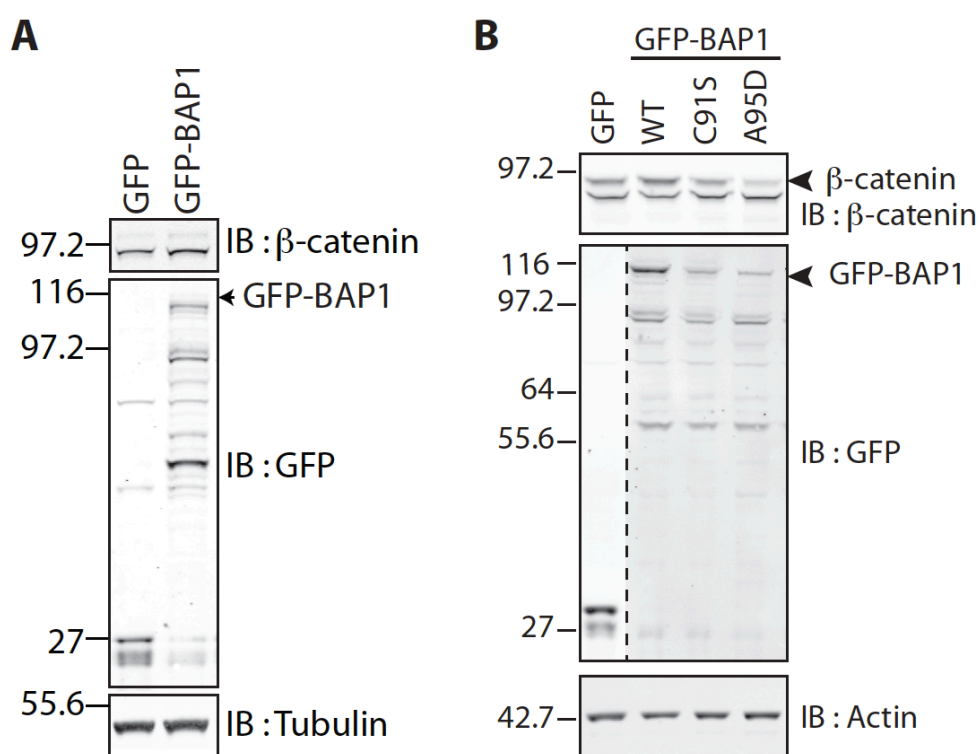 A
GFP
GFP-BAP1
97.2
IB : β-catenin
116
GFP-BAP1
97.2
IB : GFP
27
55.6
IB : Tubulin
B
GFP-BAP1
GFP
WT
C91S
A95D
97.2
β-catenin
IB : β-catenin
116
GFP-BAP1
97.2
64
55.6
IB : GFP
27
42.7
IB : Actin